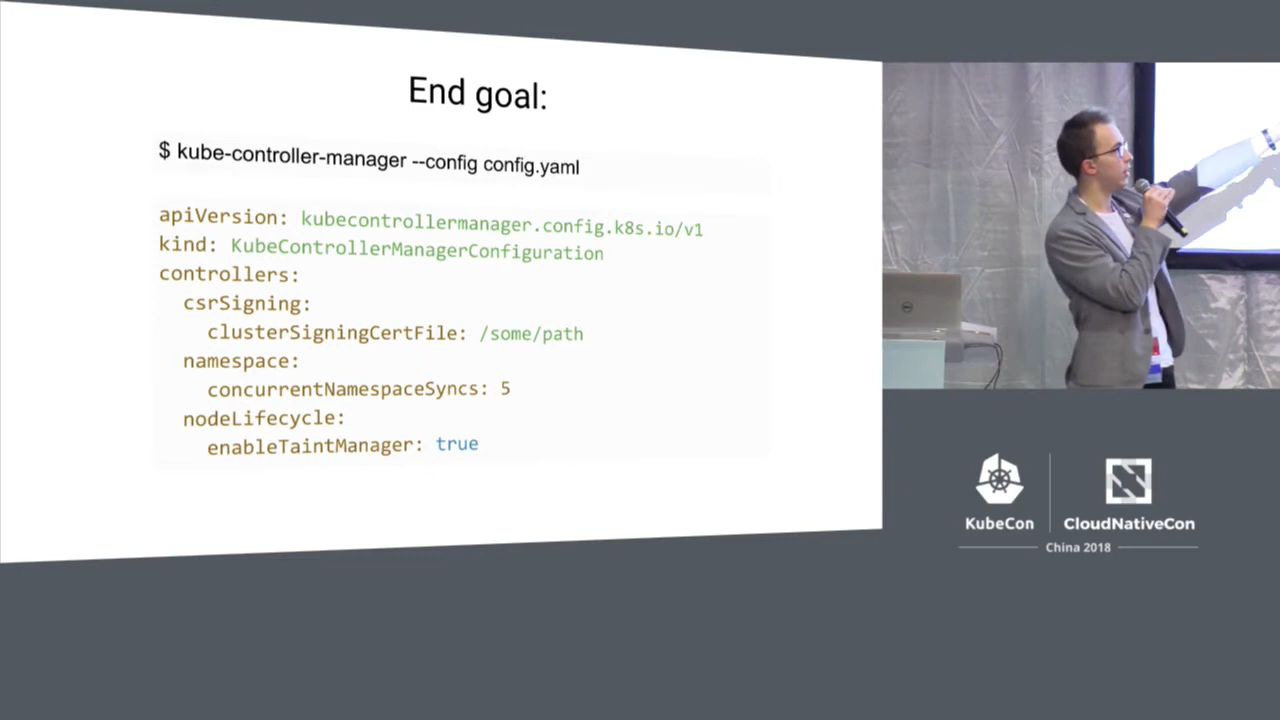 End goal:
$ kube-controller-manager --config config.yaml
apiVersion: kubecontrollermanager.config.k8s.io/v1
kind: KubeControllerManagerConfiguration
controllers:
  csrSigning:
    clusterSigningCertFile: /some/path
  namespace:
    concurrentNamespaceSyncs: 5
  nodeLifecycle:
    enableTaintManager: true
KubeCon
CloudNativeCon
China 2018